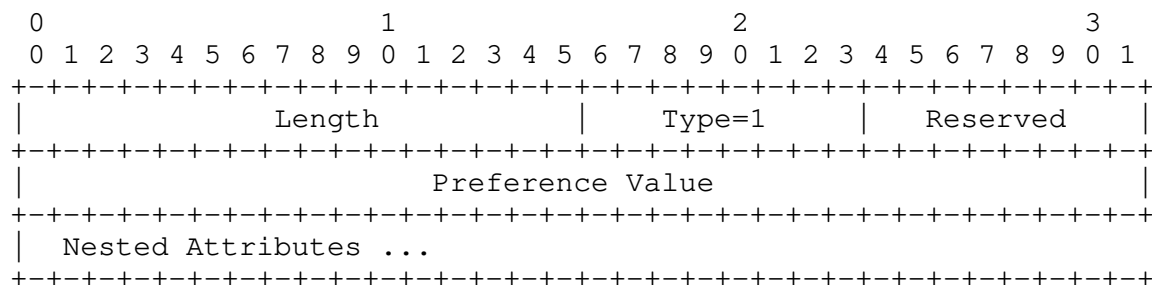 0                   1                   2                   3
 0 1 2 3 4 5 6 7 8 9 0 1 2 3 4 5 6 7 8 9 0 1 2 3 4 5 6 7 8 9 0 1
+-+-+-+-+-+-+-+-+-+-+-+-+-+-+-+-+-+-+-+-+-+-+-+-+-+-+-+-+-+-+-+-+
|             Length            |    Type=1     |   Reserved    |
+-+-+-+-+-+-+-+-+-+-+-+-+-+-+-+-+-+-+-+-+-+-+-+-+-+-+-+-+-+-+-+-+
|                       Preference Value                        |
+-+-+-+-+-+-+-+-+-+-+-+-+-+-+-+-+-+-+-+-+-+-+-+-+-+-+-+-+-+-+-+-+
|  Nested Attributes ...
+-+-+-+-+-+-+-+-+-+-+-+-+-+-+-+-+-+-+-+-+-+-+-+-+-+-+-+-+-+-+-+-+